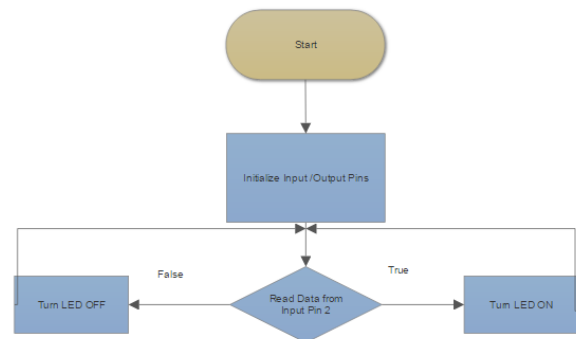 Start
Initialize Input /Output Pins
False
True
Turn LED OFF
Read Data from
Input Pin 2
Turn LED ON